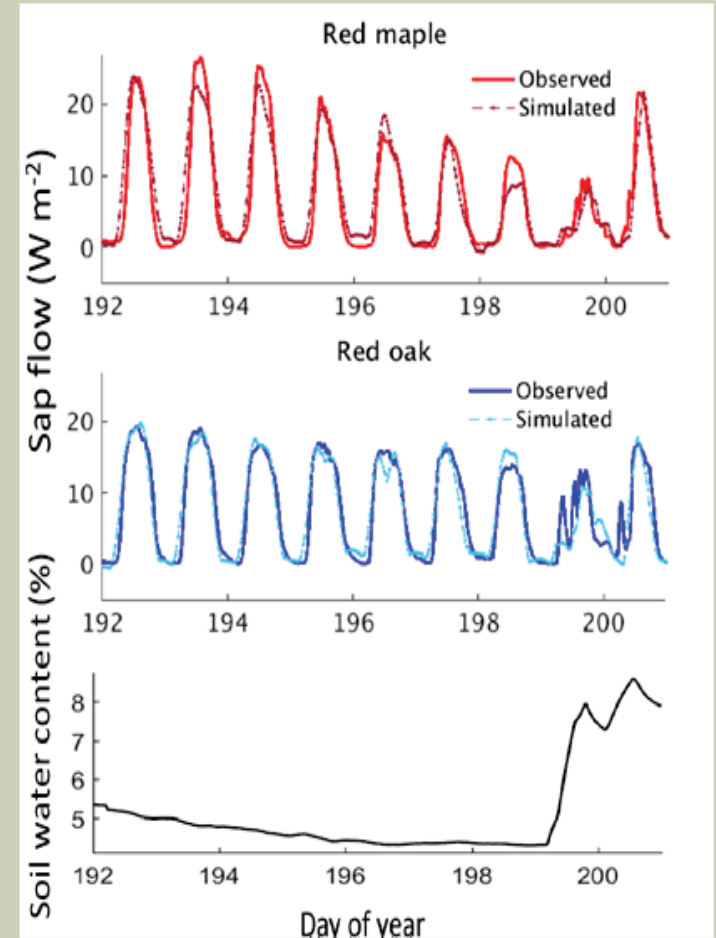 Red maple
Observed
Simulated
20
10
0
192 194 196 198 200
Sap flow (W m⁻²)
Red oak
Observed
Simulated
20
10
0
192 194 196 198 200
Soil water content (%)
8
7
6
5
192 194 196 198 200
Day of year